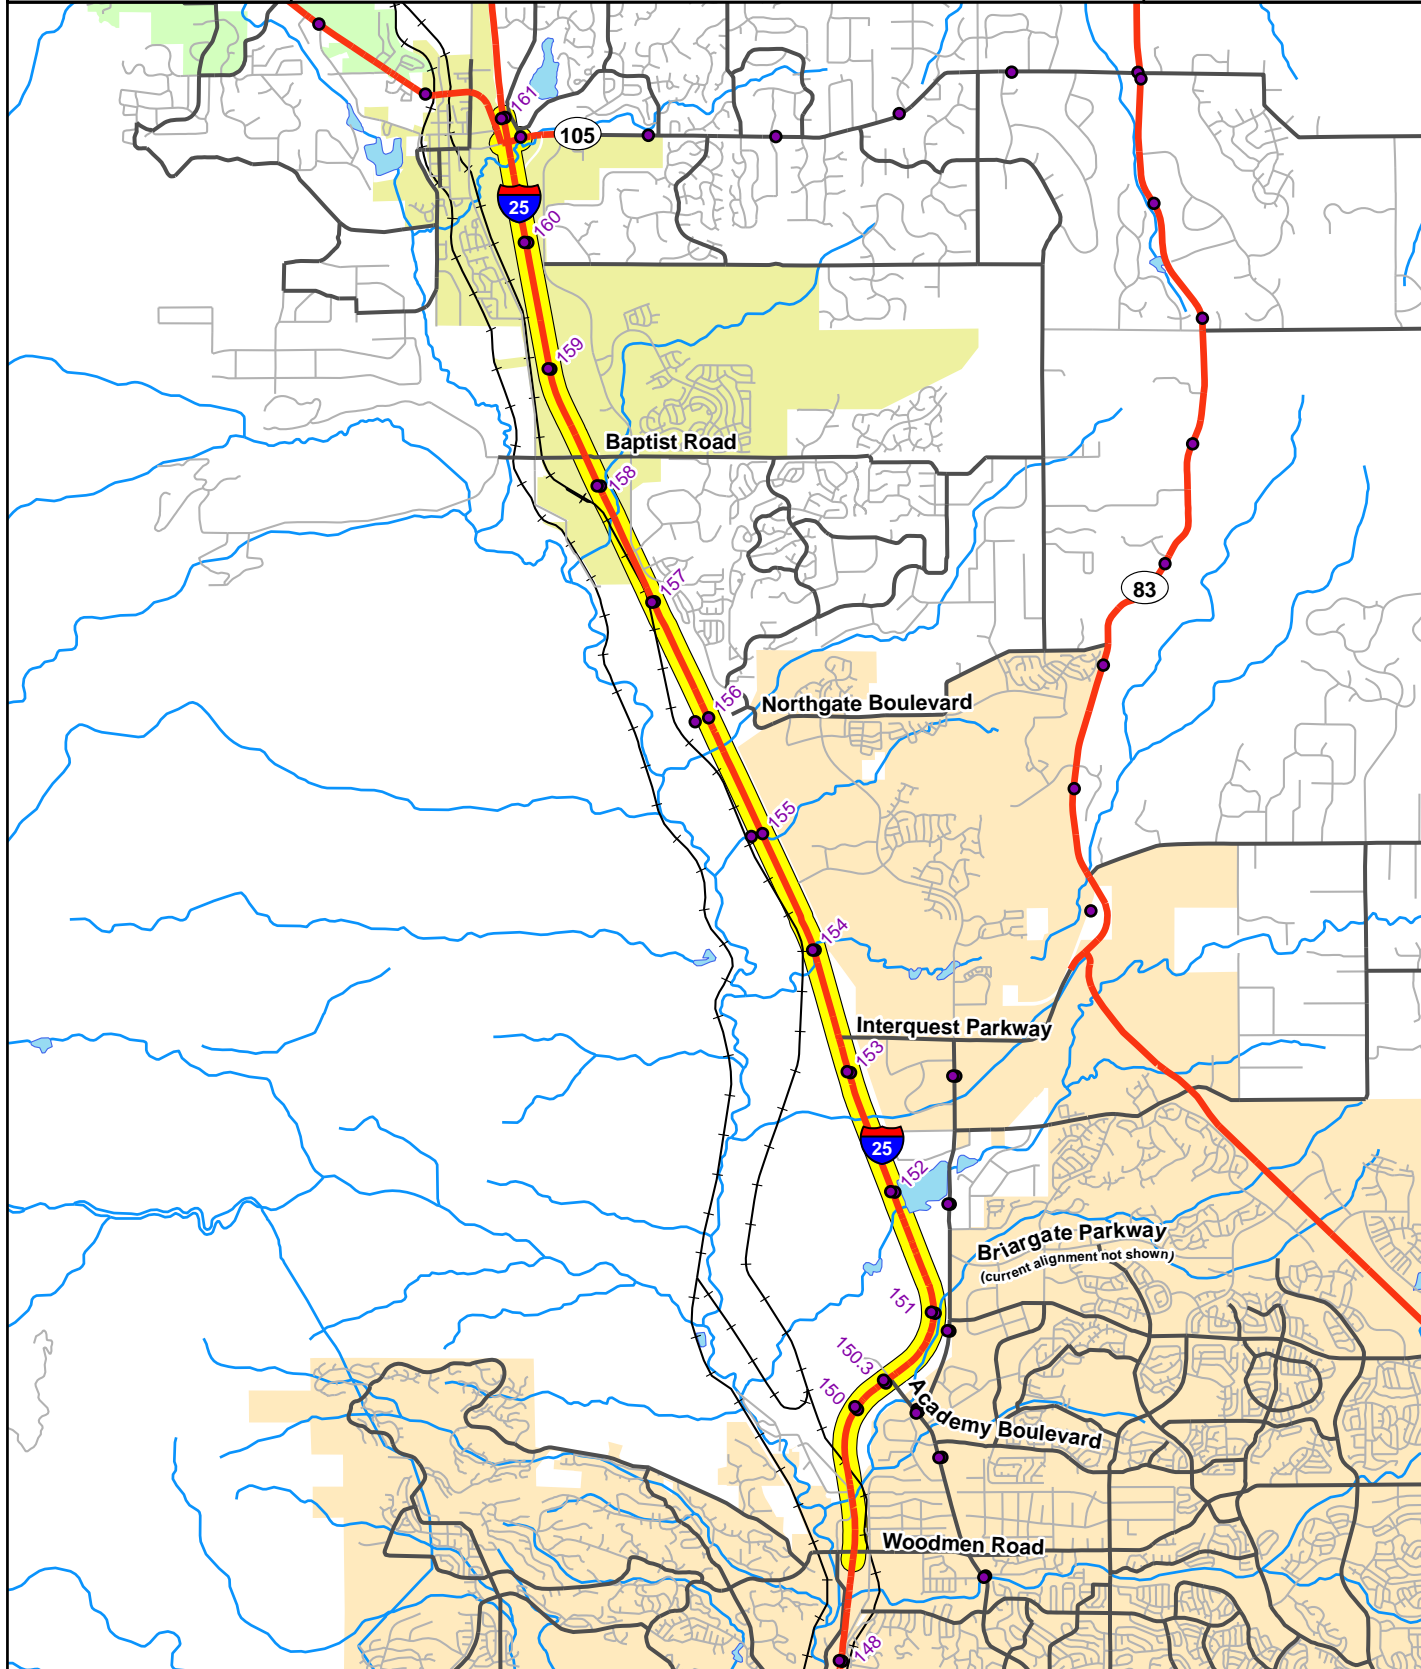 161
105
25
160
159
Baptist Road
158
157
83
156
Northgate Boulevard
155
154
Interquest Parkway
153
25
152
Briargate Parkway
(current alignment not shown)
151
150.3
150
Academy Boulevard
Woodmen Road
148